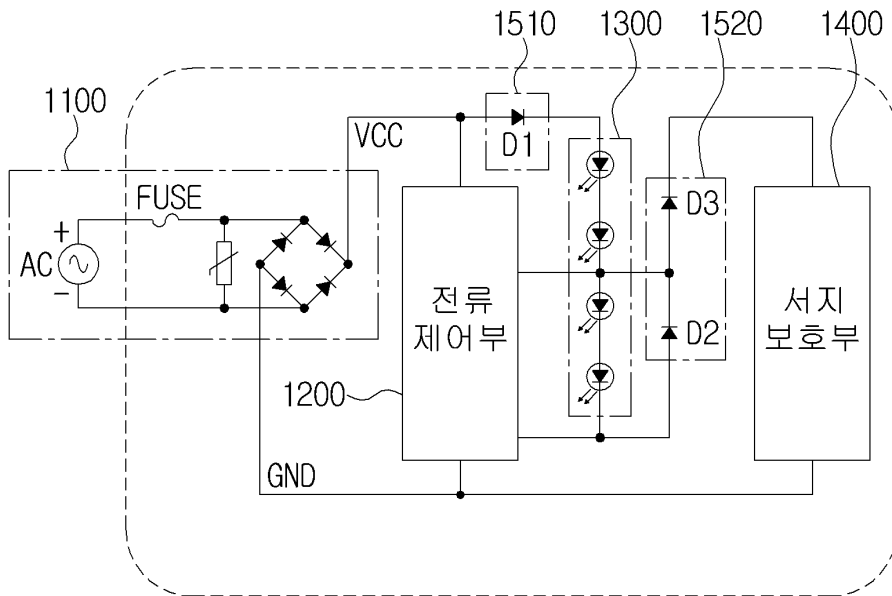 1510
1300
1520
1400
1100
VCC
D1
FUSE
D3
+
AC
−
전류
제어부
서지
보호부
D2
1200
GND